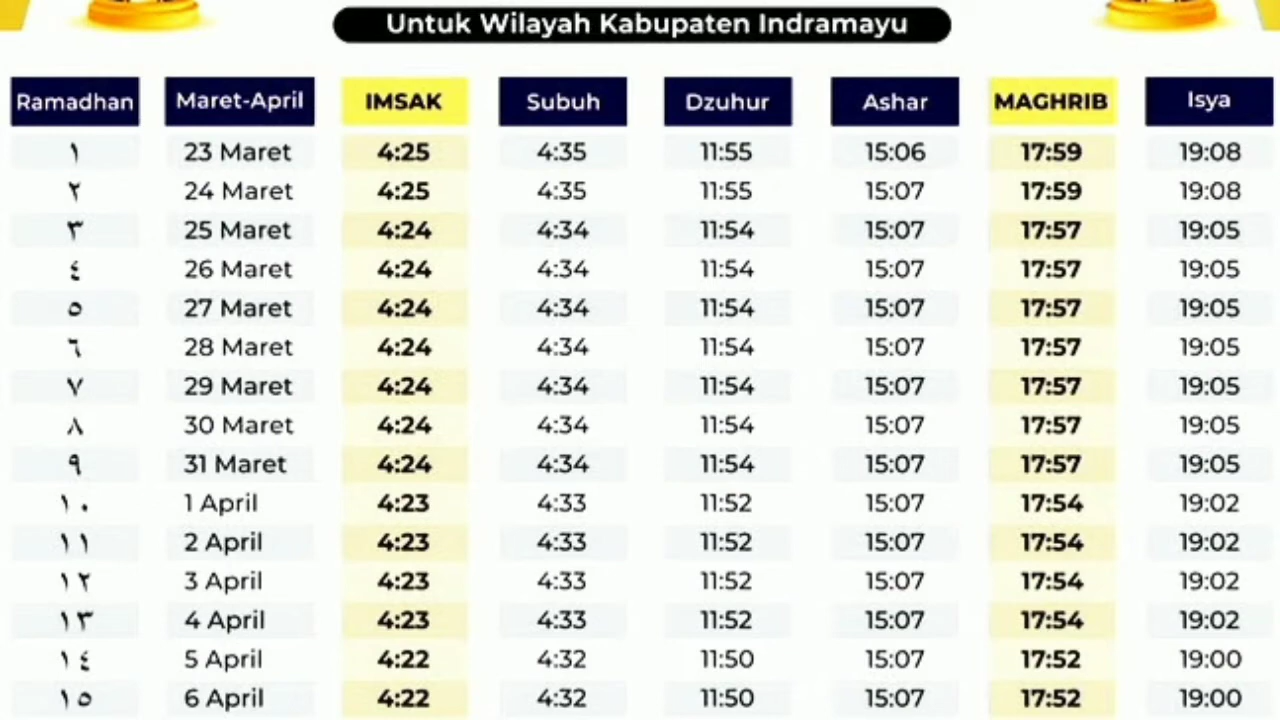 Untuk Wilayah Kabupaten Indramayu
Ramadhan Maret-April IMSAK Subuh Dzuhur Ashar MAGHRIB Isya
١ 23 Maret 4:25 4:35 11:55 15:06 17:59 19:08
٢ 24 Maret 4:25 4:35 11:55 15:07 17:59 19:08
٣ 25 Maret 4:24 4:34 11:54 15:07 17:57 19:05
٤ 26 Maret 4:24 4:34 11:54 15:07 17:57 19:05
٥ 27 Maret 4:24 4:34 11:54 15:07 17:57 19:05
٦ 28 Maret 4:24 4:34 11:54 15:07 17:57 19:05
٧ 29 Maret 4:24 4:34 11:54 15:07 17:57 19:05
٨ 30 Maret 4:24 4:34 11:54 15:07 17:57 19:05
٩ 31 Maret 4:24 4:34 11:54 15:07 17:57 19:05
١٠ 1 April 4:23 4:33 11:52 15:07 17:54 19:02
١١ 2 April 4:23 4:33 11:52 15:07 17:54 19:02
١٢ 3 April 4:23 4:33 11:52 15:07 17:54 19:02
١٣ 4 April 4:23 4:33 11:52 15:07 17:54 19:02
١٤ 5 April 4:22 4:32 11:50 15:07 17:52 19:00
١٥ 6 April 4:22 4:32 11:50 15:07 17:52 19:00